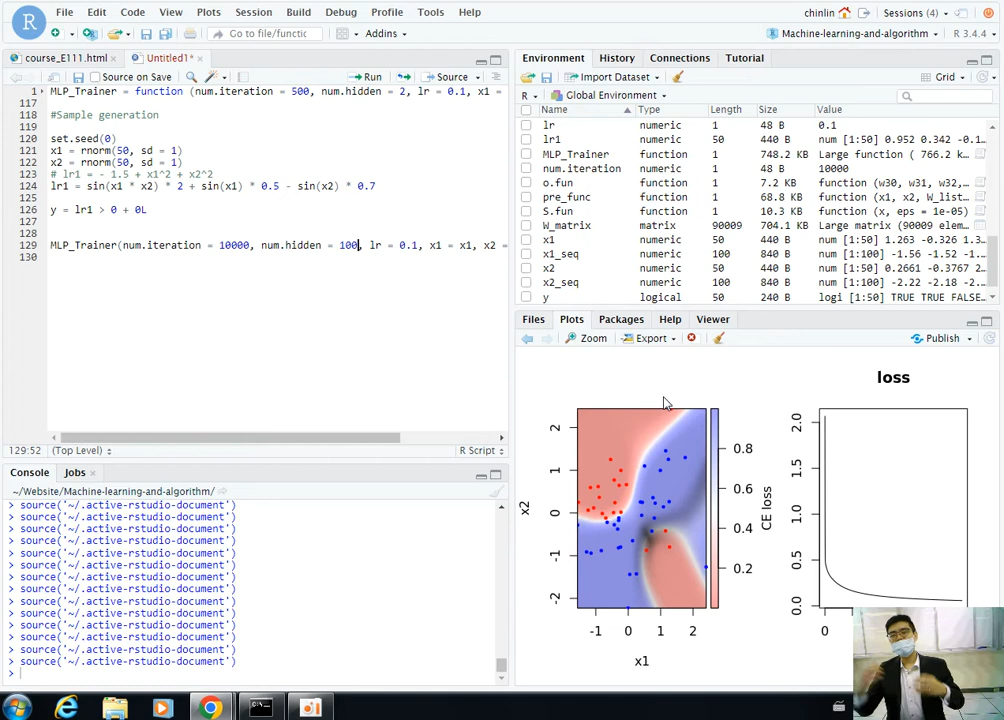 File Edit Code View Plots Session Build Debug Profile Tools Help
chinlin Sessions (4)
Go to file/functic Addins
Machine-learning-and-algorithm R 3.4.4
course_E111.html Untitled1*
Source on Save Run Source
1 MLP_Trainer = function (num.iteration = 500, num.hidden = 2, lr = 0.1, x1 =
117
118 #Sample generation
119
120 set.seed(0)
121 x1 = rnorm(50, sd = 1)
122 x2 = rnorm(50, sd = 1)
123 # lr1 = - 1.5 + x1^2 + x2^2
124 lr1 = sin(x1 * x2) * 2 + sin(x1) * 0.5 - sin(x2) * 0.7
125
126 y = lr1 > 0 + 0L
127
128
129 MLP_Trainer(num.iteration = 10000, num.hidden = 100, lr = 0.1, x1 = x1, x2 =
130
129:52 (Top Level) R Script
Console Jobs
~/Website/Machine-learning-and-algorithm/
> source('~/.active-rstudio-document')
> source('~/.active-rstudio-document')
> source('~/.active-rstudio-document')
> source('~/.active-rstudio-document')
> source('~/.active-rstudio-document')
> source('~/.active-rstudio-document')
> source('~/.active-rstudio-document')
> source('~/.active-rstudio-document')
> source('~/.active-rstudio-document')
> source('~/.active-rstudio-document')
> source('~/.active-rstudio-document')
> source('~/.active-rstudio-document')
> source('~/.active-rstudio-document')
> source('~/.active-rstudio-document')
>
Environment History Connections Tutorial
Import Dataset Grid
R Global Environment
Name Type Length Size Value
lr numeric 1 48 B 0.1
lr1 numeric 50 440 B num [1:50] 0.952 0.342 -0.1…
MLP_Trainer function 1 748.2 K Large function ( 766.2 k…
num.iteration numeric 1 48 B 10000
o.fun function 1 7.2 KB function (w30, w31, w32,…
pre_func function 1 68.8 KB function (x1, x2, W_list…
S.fun function 1 10.3 KB function (x, eps = 1e-05)
W_matrix matrix 90009 704.1 KB Large matrix (90009 elem…
x1 numeric 50 440 B num [1:50] 1.263 -0.326 1.3…
x1_seq numeric 100 840 B num [1:100] -1.56 -1.52 -1…
x2 numeric 50 440 B num [1:50] 0.2661 -0.3767 2…
x2_seq numeric 100 840 B num [1:100] -2.22 -2.18 -2…
y logical 50 240 B logi [1:50] TRUE TRUE FALSE…
Files Plots Packages Help Viewer
Zoom Export Publish
2
1
0
-1
-2
x2
-1 0 1 2
x1
0.8
0.6
0.4
0.2
loss
CE loss
2.0
1.5
1.0
0.5
0.0
0